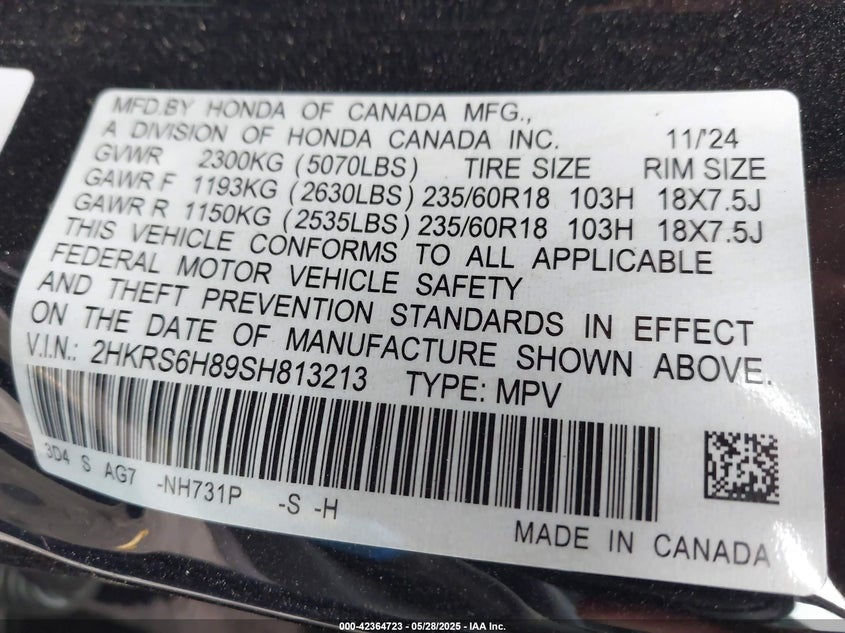 MFD.BY HONDA OF CANADA MFG.,
A DIVISION OF HONDA CANADA INC. 11/'24
GVWR 2300KG (5070LBS) TIRE SIZE RIM SIZE
GAWR F 1193KG (2630LBS) 235/60R18 103H 18X7.5J
GAWR R 1150KG (2535LBS) 235/60R18 103H 18X7.5J
THIS VEHICLE CONFORMS TO ALL APPLICABLE
FEDERAL MOTOR VEHICLE SAFETY
AND THEFT PREVENTION STANDARDS IN EFFECT
ON THE DATE OF MANUFACTURE SHOWN ABOVE.
V.I.N.: 2HKRS6H89SH813213 TYPE: MPV
3D4 S AG7 -NH731P -S -H
MADE IN CANADA
000-42364723 — 05/28/2025 - IAA Inc.